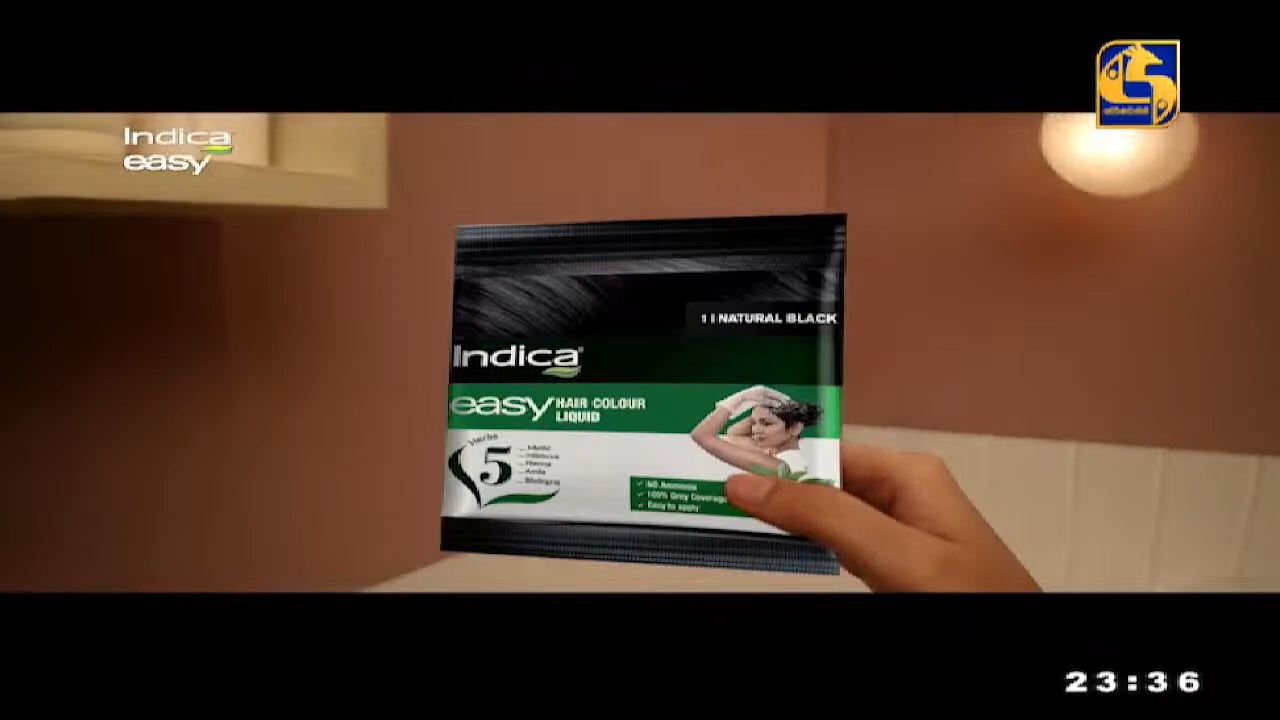 Indica
easy
1 | NATURAL BLACK
Indica
easy HAIR COLOUR
LIQUID
Herbs
5
Hibiscus
Henna
Amla
Bhringraj
✓ NO Ammonia
✓ 100% Grey Coverage
✓ Easy to apply
23:36